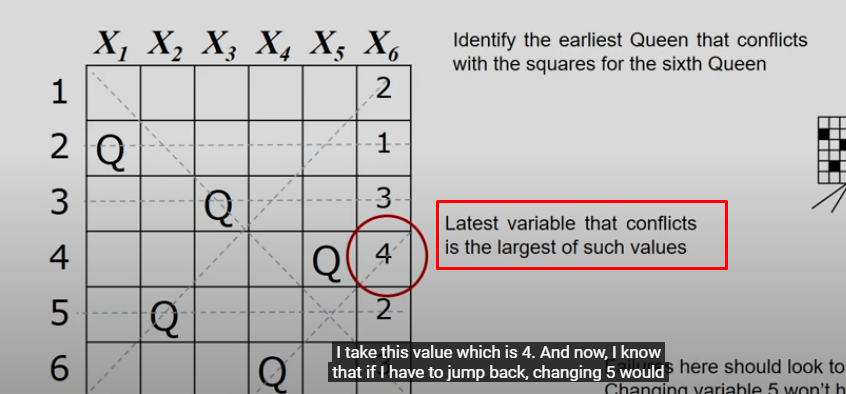 X1 X2 X3 X4 X5 X6
Identify the earliest Queen that conflicts
with the squares for the sixth Queen
1 2
2 Q 1
3 Q 3
Latest variable that conflicts
is the largest of such values
4 Q 4
5 Q 2
6 Q
I take this value which is 4. And now, I know
that if I have to jump back, changing 5 would
here should look to
Changing variable 5 won't